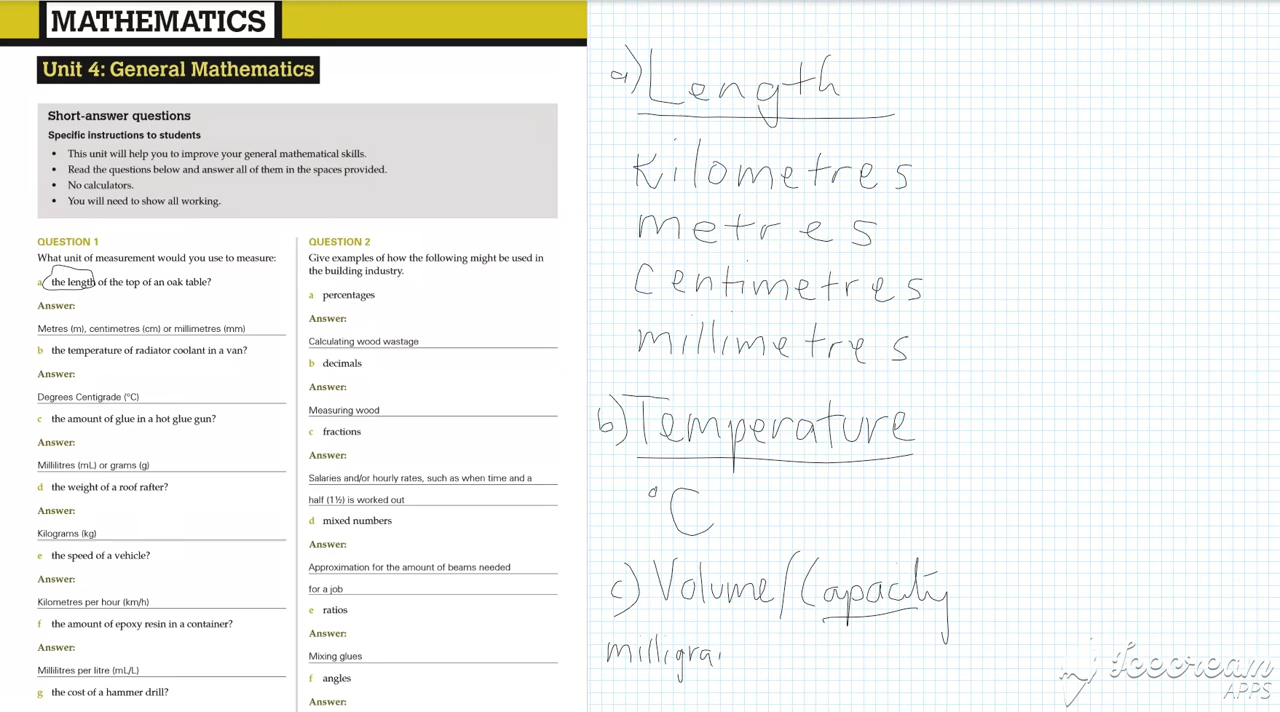 MATHEMATICS
Unit 4: General Mathematics
Short-answer questions
Specific instructions to students
• This unit will help you to improve your general mathematical skills.
• Read the questions below and answer all of them in the spaces provided.
• No calculators.
• You will need to show all working.
QUESTION 1
What unit of measurement would you use to measure:
a the length of the top of an oak table?
Answer:
Metres (m), centimetres (cm) or millimetres (mm)
b the temperature of radiator coolant in a van?
Answer:
Degrees Centigrade (°C)
c the amount of glue in a hot glue gun?
Answer:
Millilitres (mL) or grams (g)
d the weight of a roof rafter?
Answer:
Kilograms (kg)
e the speed of a vehicle?
Answer:
Kilometres per hour (km/h)
f the amount of epoxy resin in a container?
Answer:
Millilitres per litre (mL/L)
g the cost of a hammer drill?
QUESTION 2
Give examples of how the following might be used in
the building industry.
a percentages
Answer:
Calculating wood wastage
b decimals
Answer:
Measuring wood
c fractions
Answer:
Salaries and/or hourly rates, such as when time and a
half (1½) is worked out
d mixed numbers
Answer:
Approximation for the amount of beams needed
for a job
e ratios
Answer:
Mixing glues
f angles
Answer:
a) Length
Kilometres
metres
Centimetres
millimetres
b) Temperature
°C
c) Volume/Capacity
milligra
Icecream
APPS